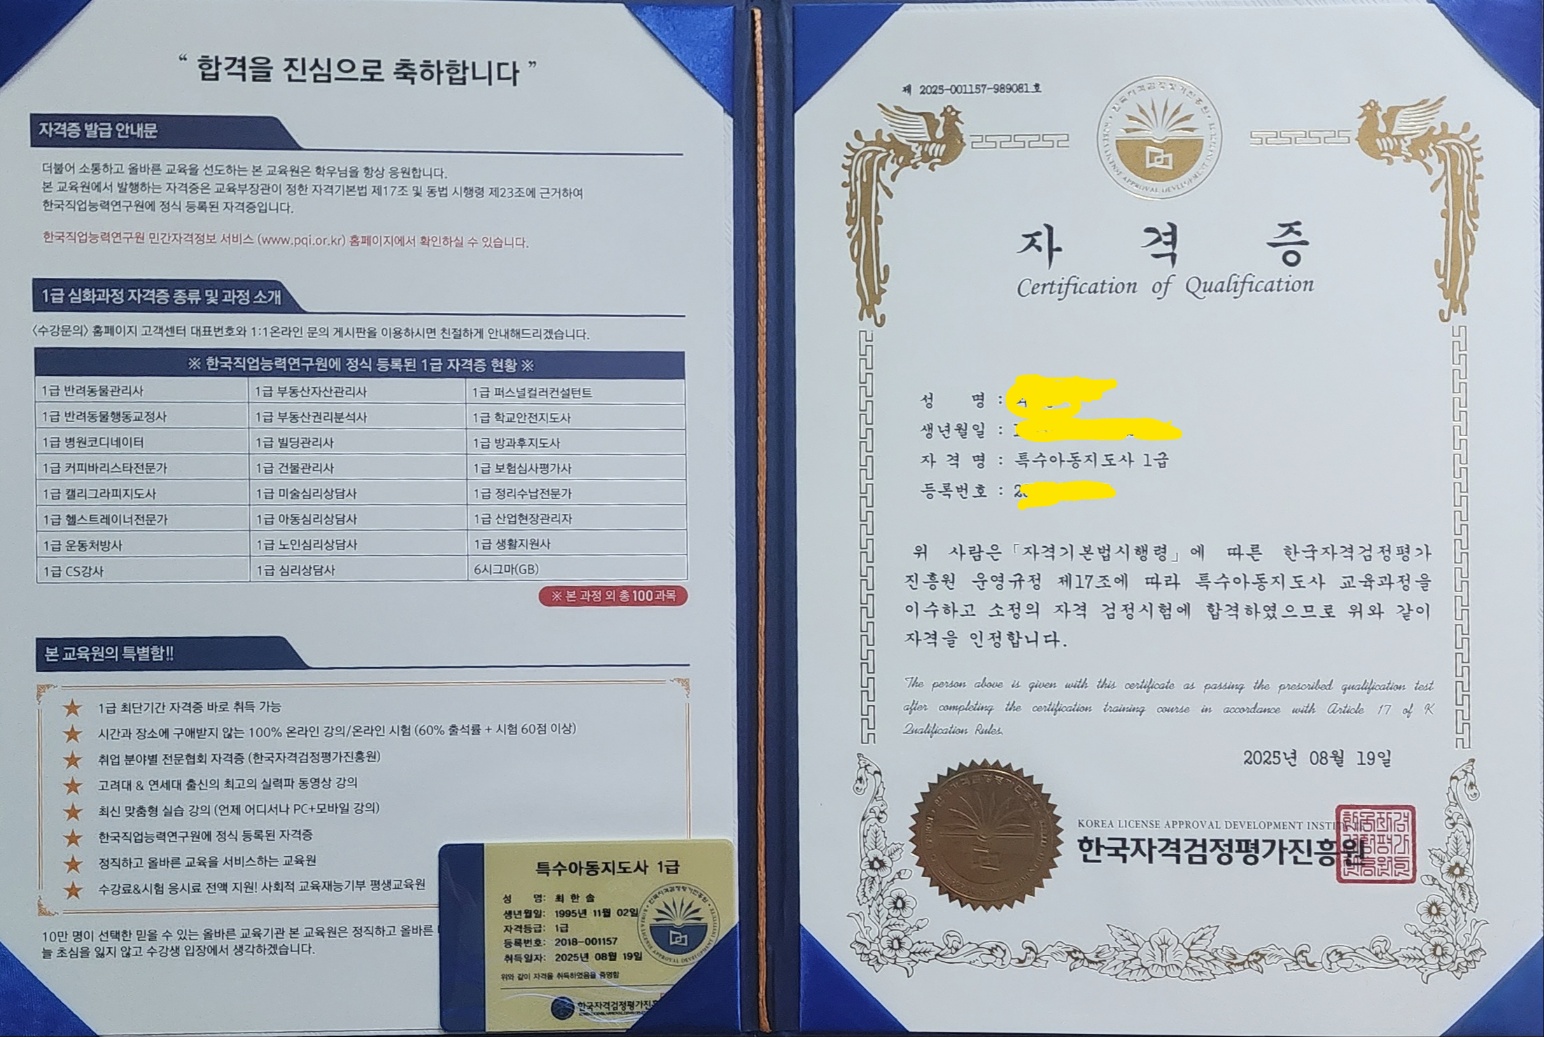 “ 합격을 진심으로 축하합니다 ”
자격증 발급 안내문
더불어 소통하고 올바른 교육을 선도하는 본 교육원은 학우님을 항상 응원합니다.
본 교육원에서 발행하는 자격증은 교육부장관이 정한 자격기본법 제17조 및 동법 시행령 제23조에 근거하여
한국직업능력연구원에 정식 등록된 자격증입니다.
한국직업능력연구원 민간자격정보 서비스 (www.pqi.or.kr) 홈페이지에서 확인하실 수 있습니다.
1급 심화과정 자격증 종류 및 과정 소개
<수강문의> 홈페이지 고객센터 대표번호와 1:1온라인 문의 게시판을 이용하시면 친절하게 안내해드리겠습니다.
※ 한국직업능력연구원에 정식 등록된 1급 자격증 현황 ※
1급 반려동물관리사 1급 부동산자산관리사 1급 퍼스널컬러컨설턴트
1급 반려동물행동교정사 1급 부동산권리분석사 1급 학교안전지도사
1급 병원코디네이터 1급 빌딩관리사 1급 방과후지도사
1급 커피바리스타전문가 1급 건물관리사 1급 보험심사평가사
1급 캘리그라피지도사 1급 미술심리상담사 1급 정리수납전문가
1급 헬스트레이너전문가 1급 아동심리상담사 1급 산업현장관리자
1급 운동처방사 1급 노인심리상담사 1급 생활지원사
1급 CS강사 1급 심리상담사 6시그마(GB)
※ 본 과정 외 총 100과목
본 교육원의 특별함!!
1급 최단기간 자격증 바로 취득 가능
시간과 장소에 구애받지 않는 100% 온라인 강의/온라인 시험 (60% 출석률 + 시험 60점 이상)
취업 분야별 전문협회 자격증 (한국자격검정평가진흥원)
고려대 & 연세대 출신의 최고의 실력파 동영상 강의
최신 맞춤형 실습 강의 (언제 어디서나 PC+모바일 강의)
한국직업능력연구원에 정식 등록된 자격증
정직하고 올바른 교육을 서비스하는 교육원
수강료&시험 응시료 전액 지원! 사회적 교육재능기부 평생교육원
10만 명이 선택한 믿을 수 있는 올바른 교육기관 본 교육원은 정직하고 올바른
늘 초심을 잃지 않고 수강생 입장에서 생각하겠습니다.
특수아동지도사 1급
성 명: 최 한 솔
생년월일: 1995년 11월 02일
자격등급: 1급
등록번호: 2018-001157
취득일자: 2025년 08월 19일
위와 같이 자격을 취득하였음을 증명함
한국자격검정평가진흥
제 2025-001157-989081호
자 격 증
Certification of Qualification
성 명 :
생년월일 :
자 격 명 : 특수아동지도사 1급
등록번호 :
위 사람은「자격기본법시행령」에 따른 한국자격검정평가
진흥원 운영규정 제17조에 따라 특수아동지도사 교육과정을
이수하고 소정의 자격 검정시험에 합격하였으므로 위와 같이
자격을 인정합니다.
The person above is given with this certificate as passing the prescribed qualification test
after completing the certification training course in accordance with Article 17 of K
Qualification Rules.
2025년 08월 19일
KOREA LICENSE APPROVAL DEVELOPMENT INSTI
한국자격검정평가진흥원